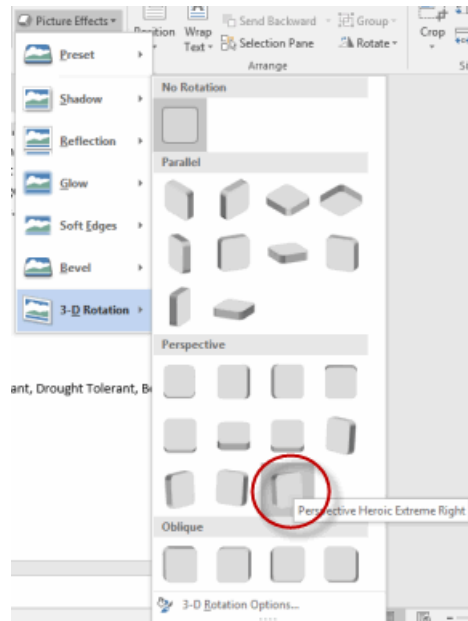 Picture Effects
Position
Wrap
Text
Send Backward
Selection Pane
Group
Rotate
Crop
Arrange
Preset
Shadow
Reflection
Glow
Soft Edges
Bevel
3-D Rotation
No Rotation
Parallel
Perspective
Perspective Heroic Extreme Right
Oblique
3-D Rotation Options...
ant, Drought Tolerant, Be